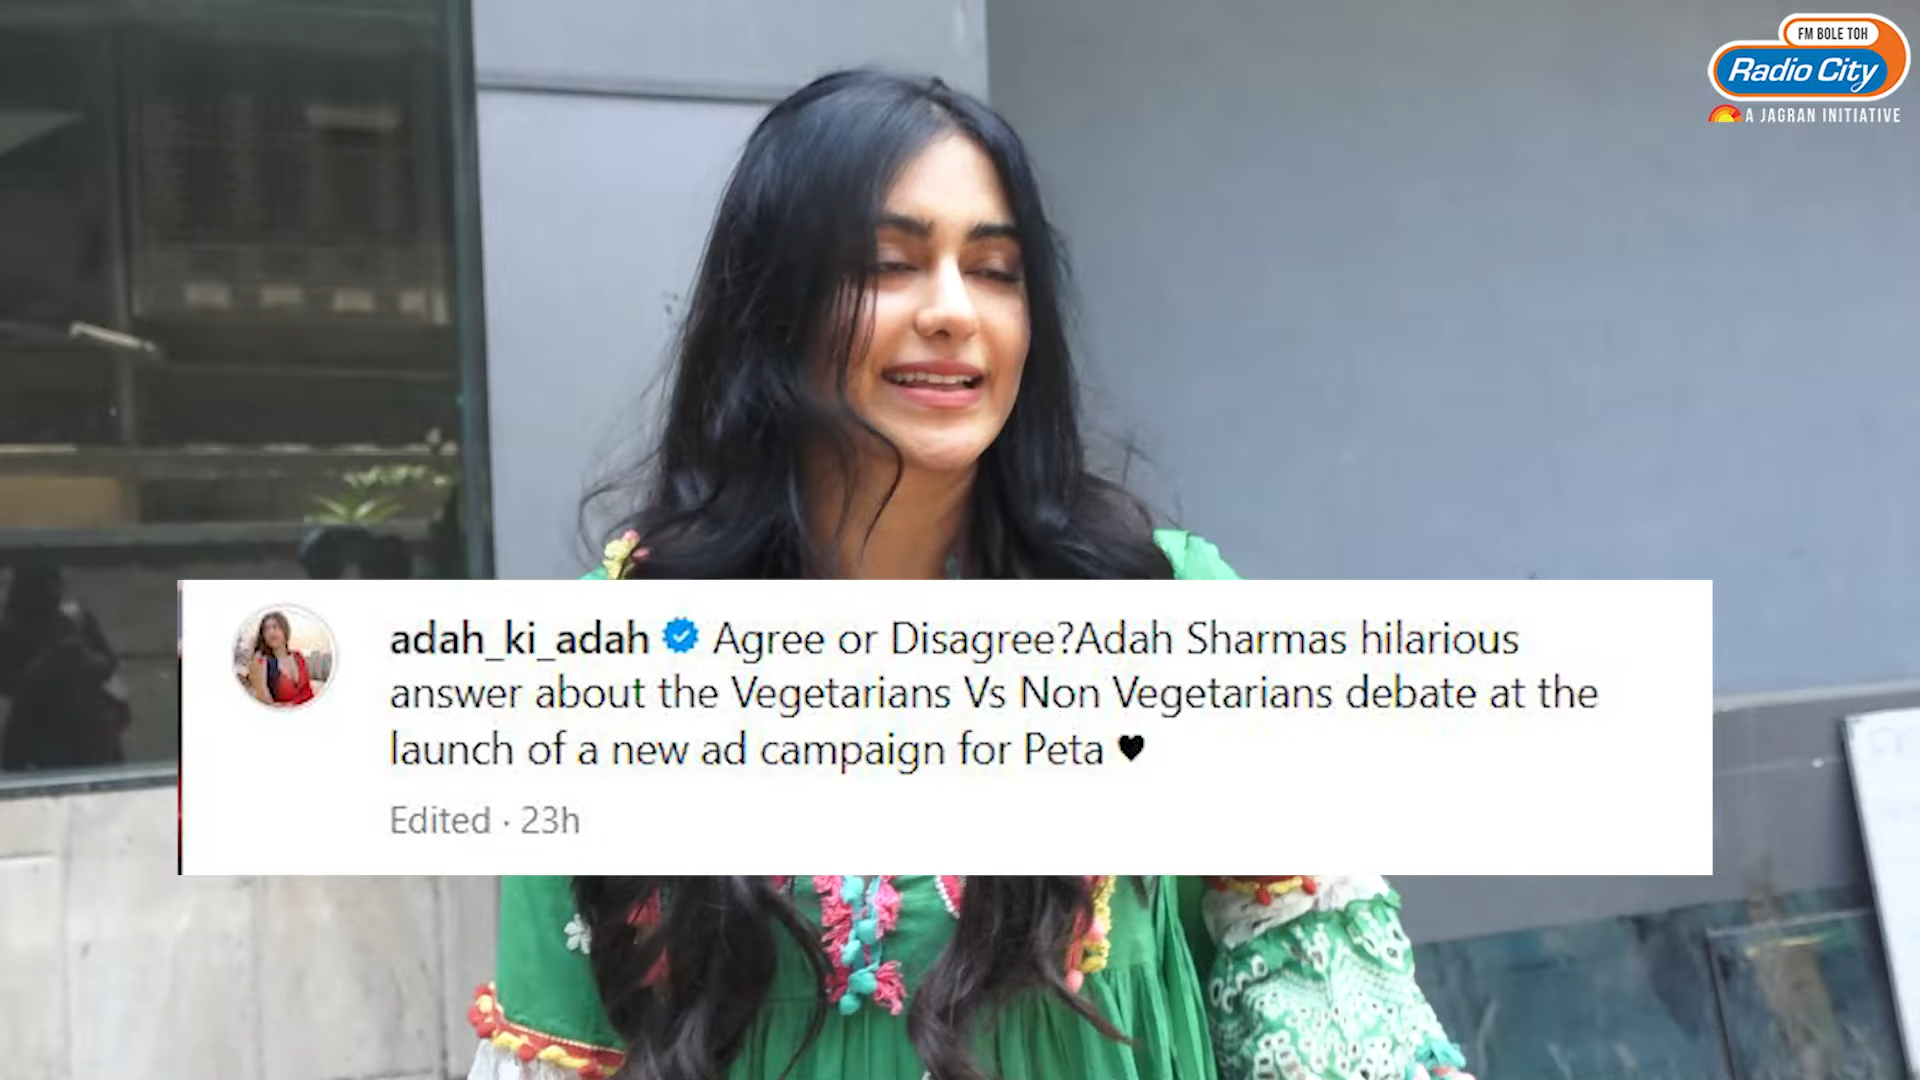 FM BOLE TOH
Radio City
A JAGRAN INITIATIVE
adah_ki_adah Agree or Disagree?Adah Sharmas hilarious
answer about the Vegetarians Vs Non Vegetarians debate at the
launch of a new ad campaign for Peta 🖤
Edited · 23h